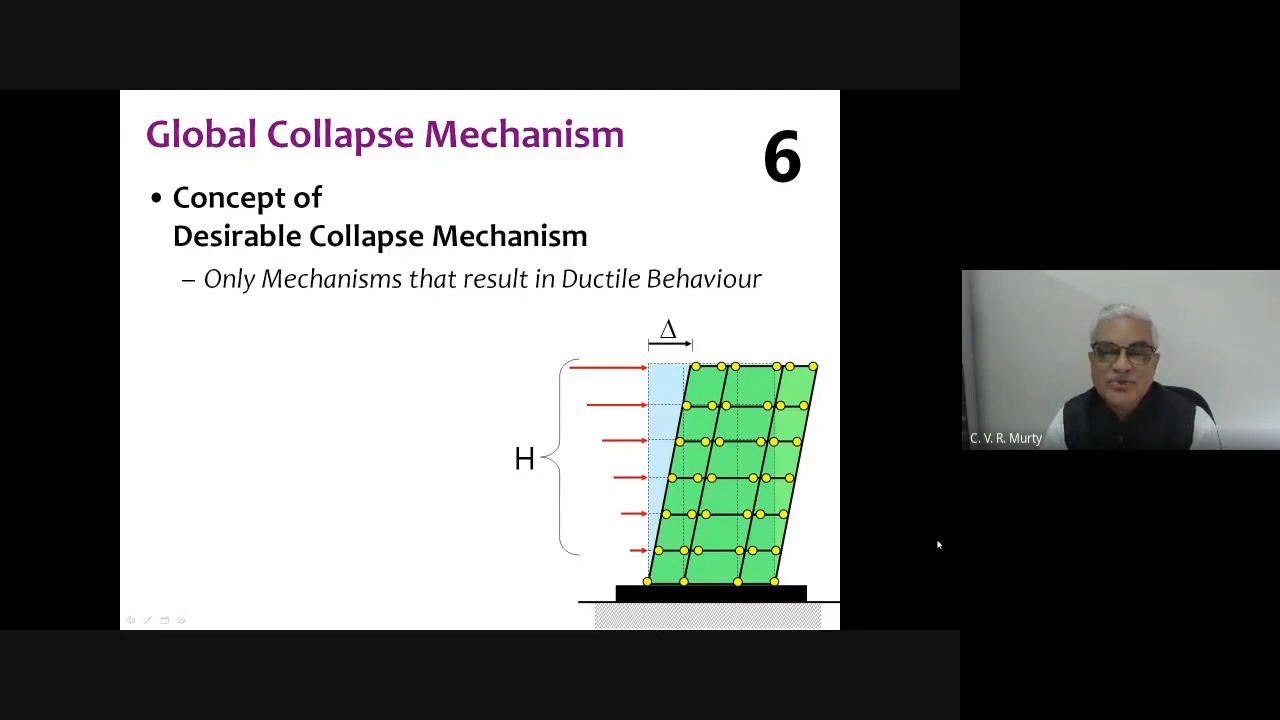 Global Collapse Mechanism
6
• Concept of
Desirable Collapse Mechanism
– Only Mechanisms that result in Ductile Behaviour
Δ
H
C. V. R. Murty